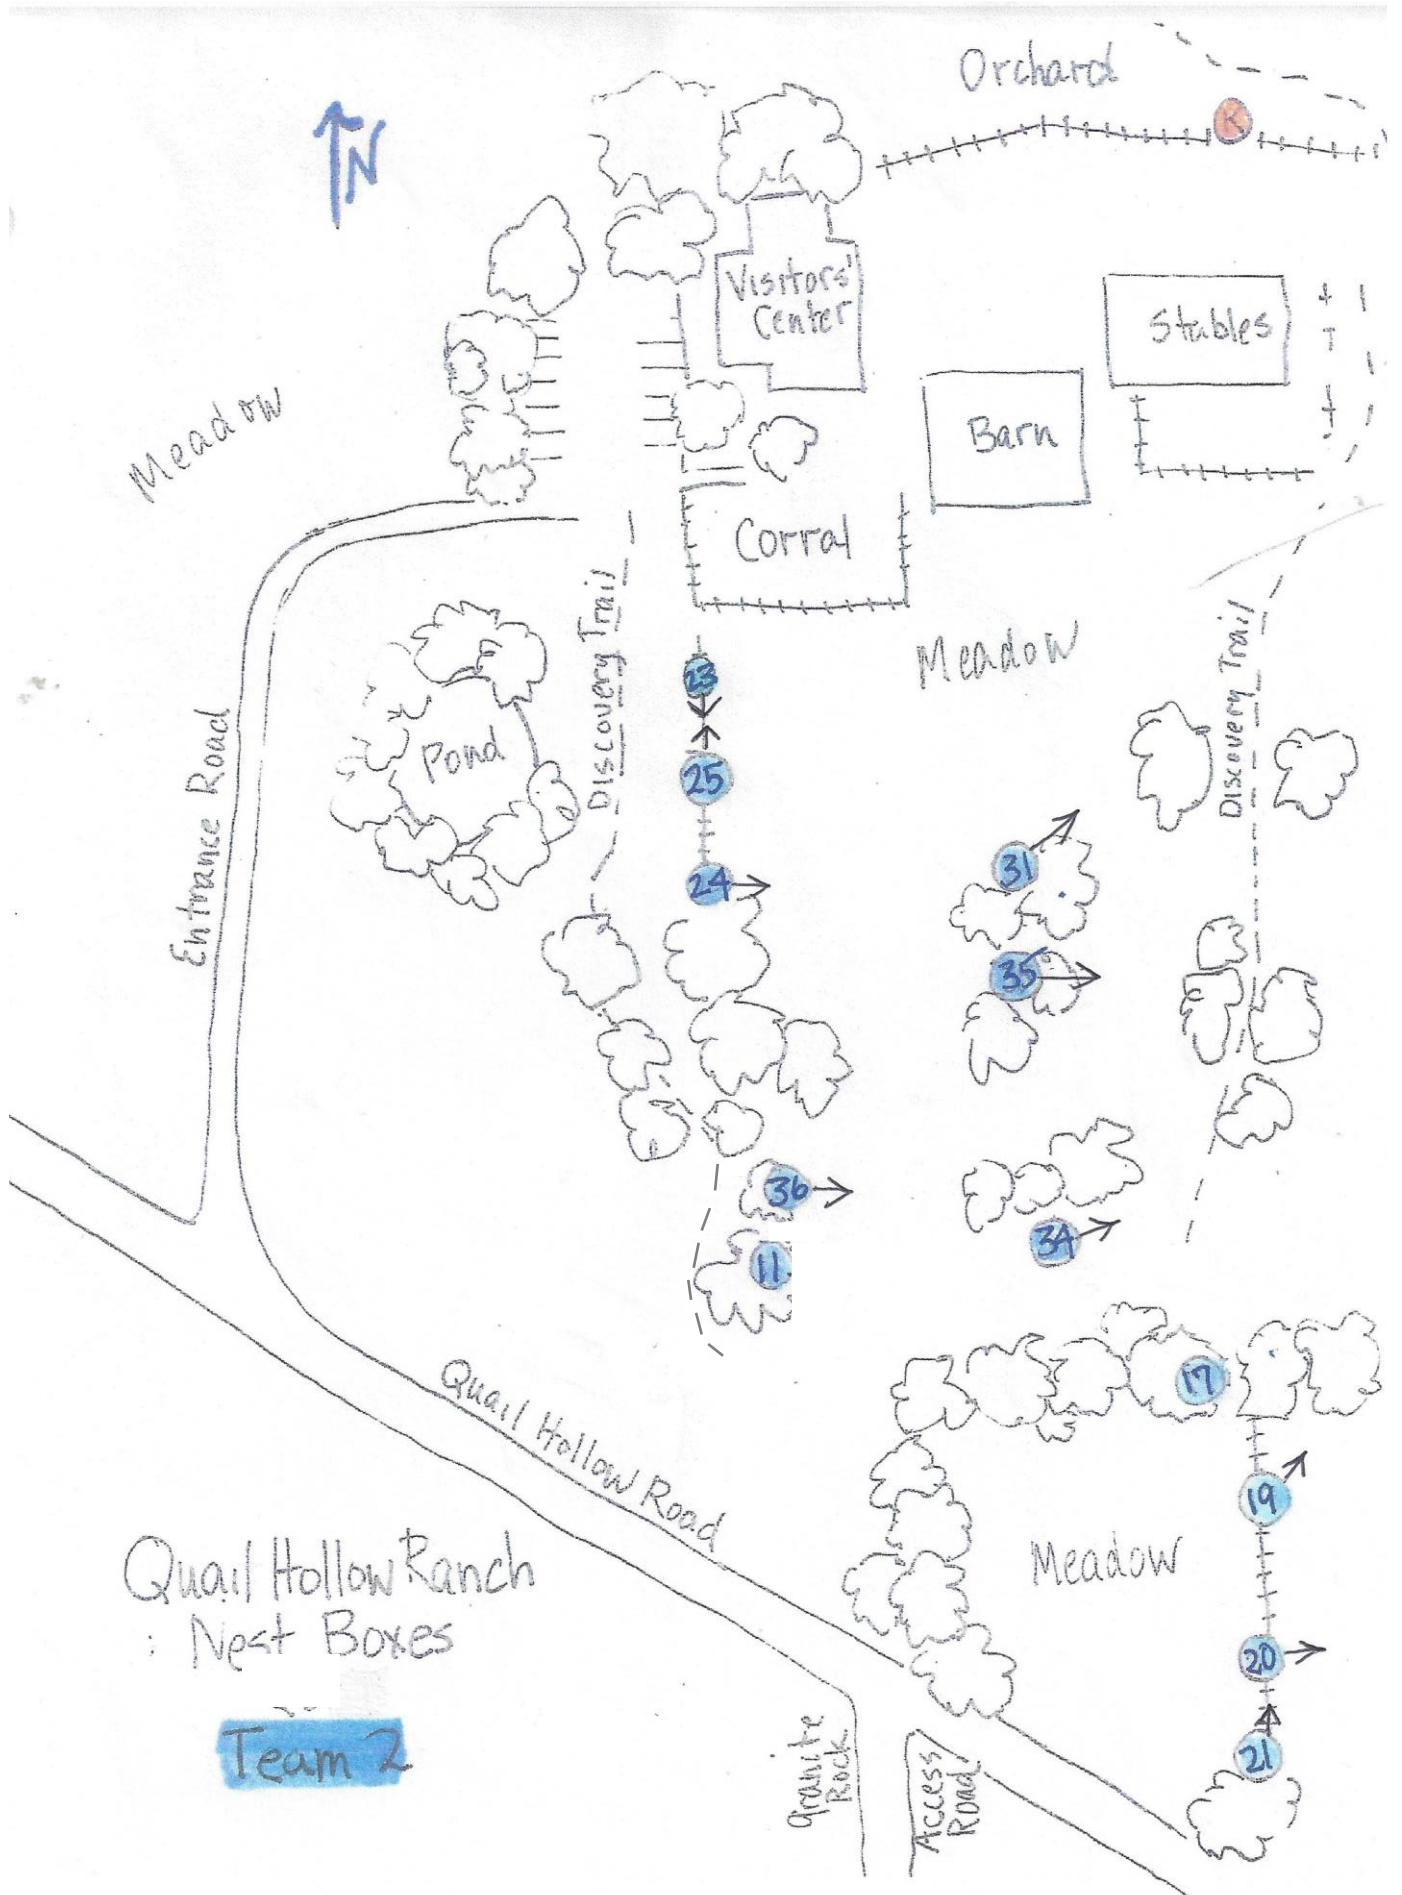 Orchard
K
N
Visitors'
Center
Stables
Meadow
Barn
Corral
Discovery Trail
Meadow
Discovery Trail
23
Pond
25
Entrance Road
31
24
35
36
34
11
17
Quail Hollow Road
19
Meadow
Quail Hollow Ranch
: Nest Boxes
20
Team 2
21
Granite
Rock
Access
Road